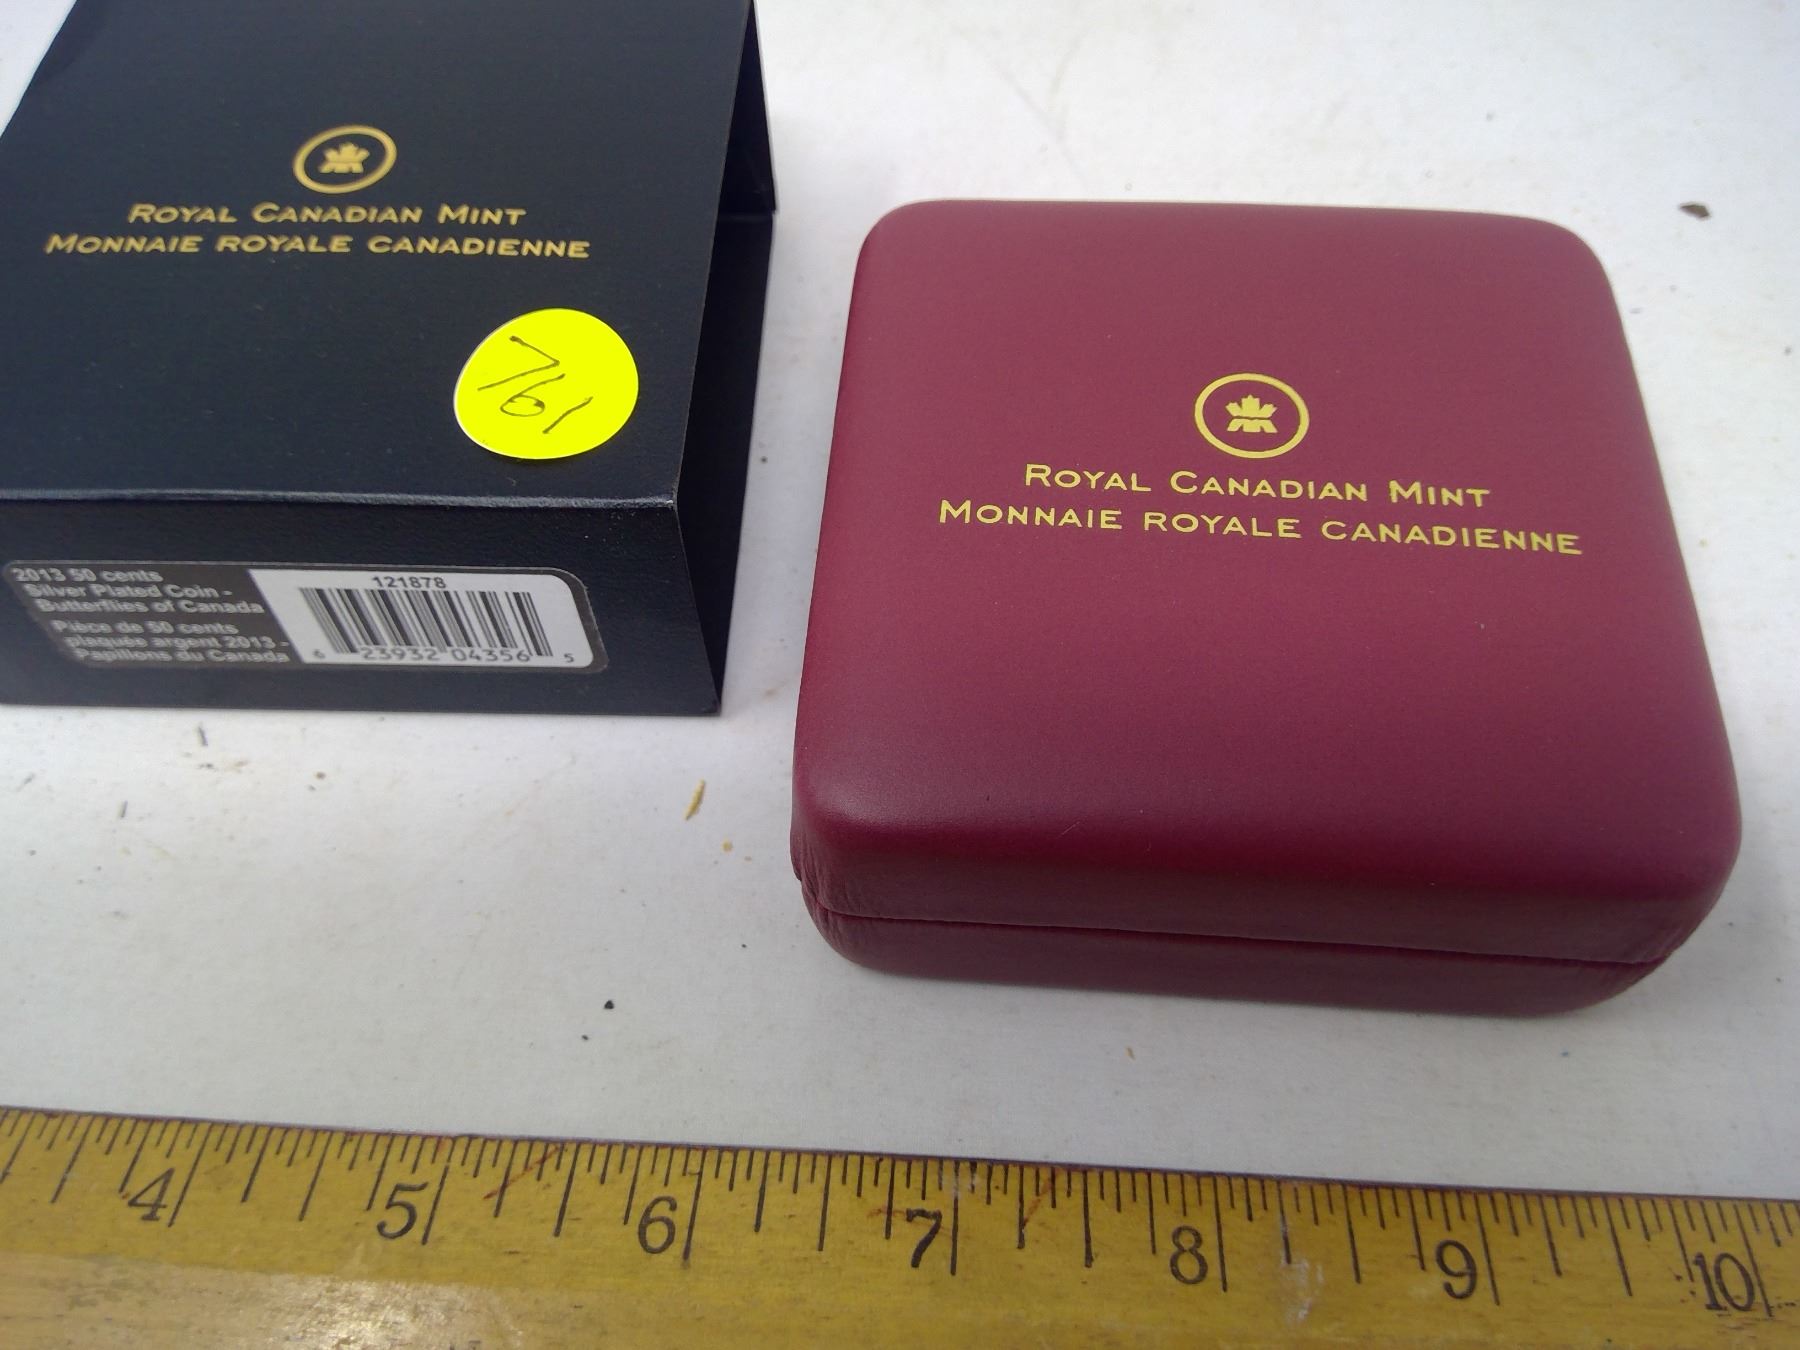 ROYAL CANADIAN MINT
MONNAIE ROYALE CANADIENNE
7/61
2013 50 cents
Silver Plated Coin -
Butterflies of Canada
Pièce de 50 cents
plaquée argent 2013 -
Papillons du Canada
121878
6 23932 04356 5
ROYAL CANADIAN MINT
MONNAIE ROYALE CANADIENNE
4 5 6 7 8 9 10